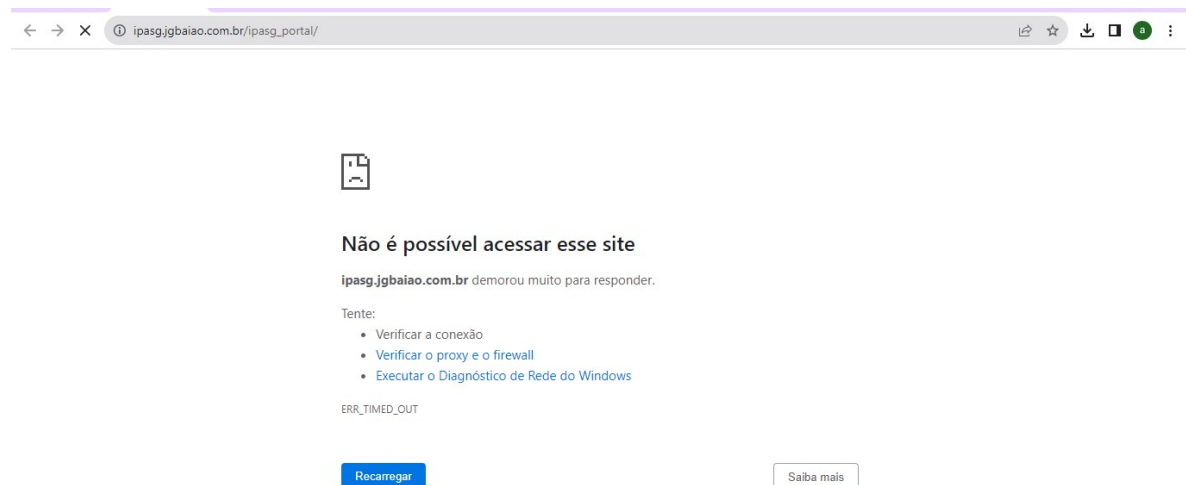 ipasg.jgbaiao.com.br/ipasg_portal/
a
Não é possível acessar esse site
ipasg.jgbaiao.com.br demorou muito para responder.
Tente:
Verificar a conexão
Verificar o proxy e o firewall
Executar o Diagnóstico de Rede do Windows
ERR_TIMED_OUT
Recarregar
Saiba mais